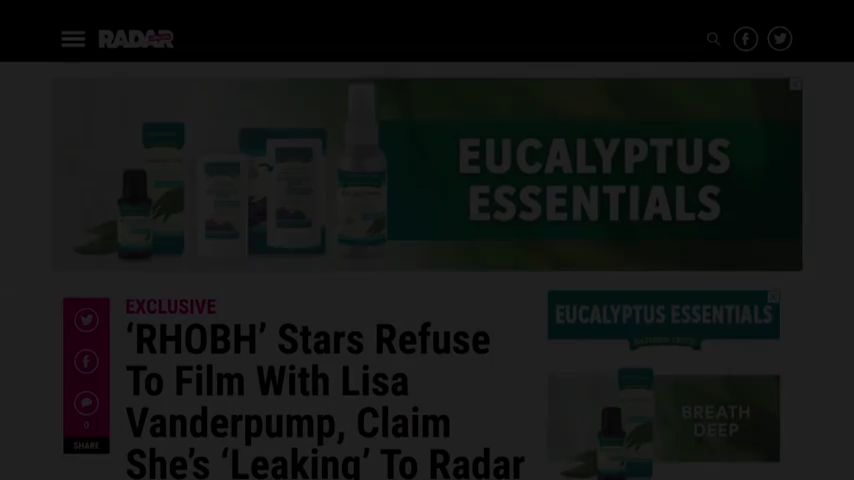 RADAR
EUCALYPTUS
ESSENTIALS
EXCLUSIVE
‘RHOBH’ Stars Refuse
To Film With Lisa
Vanderpump, Claim
She’s ‘Leaking’ To Radar
0
SHARE
EUCALYPTUS ESSENTIALS
BREATH
DEEP